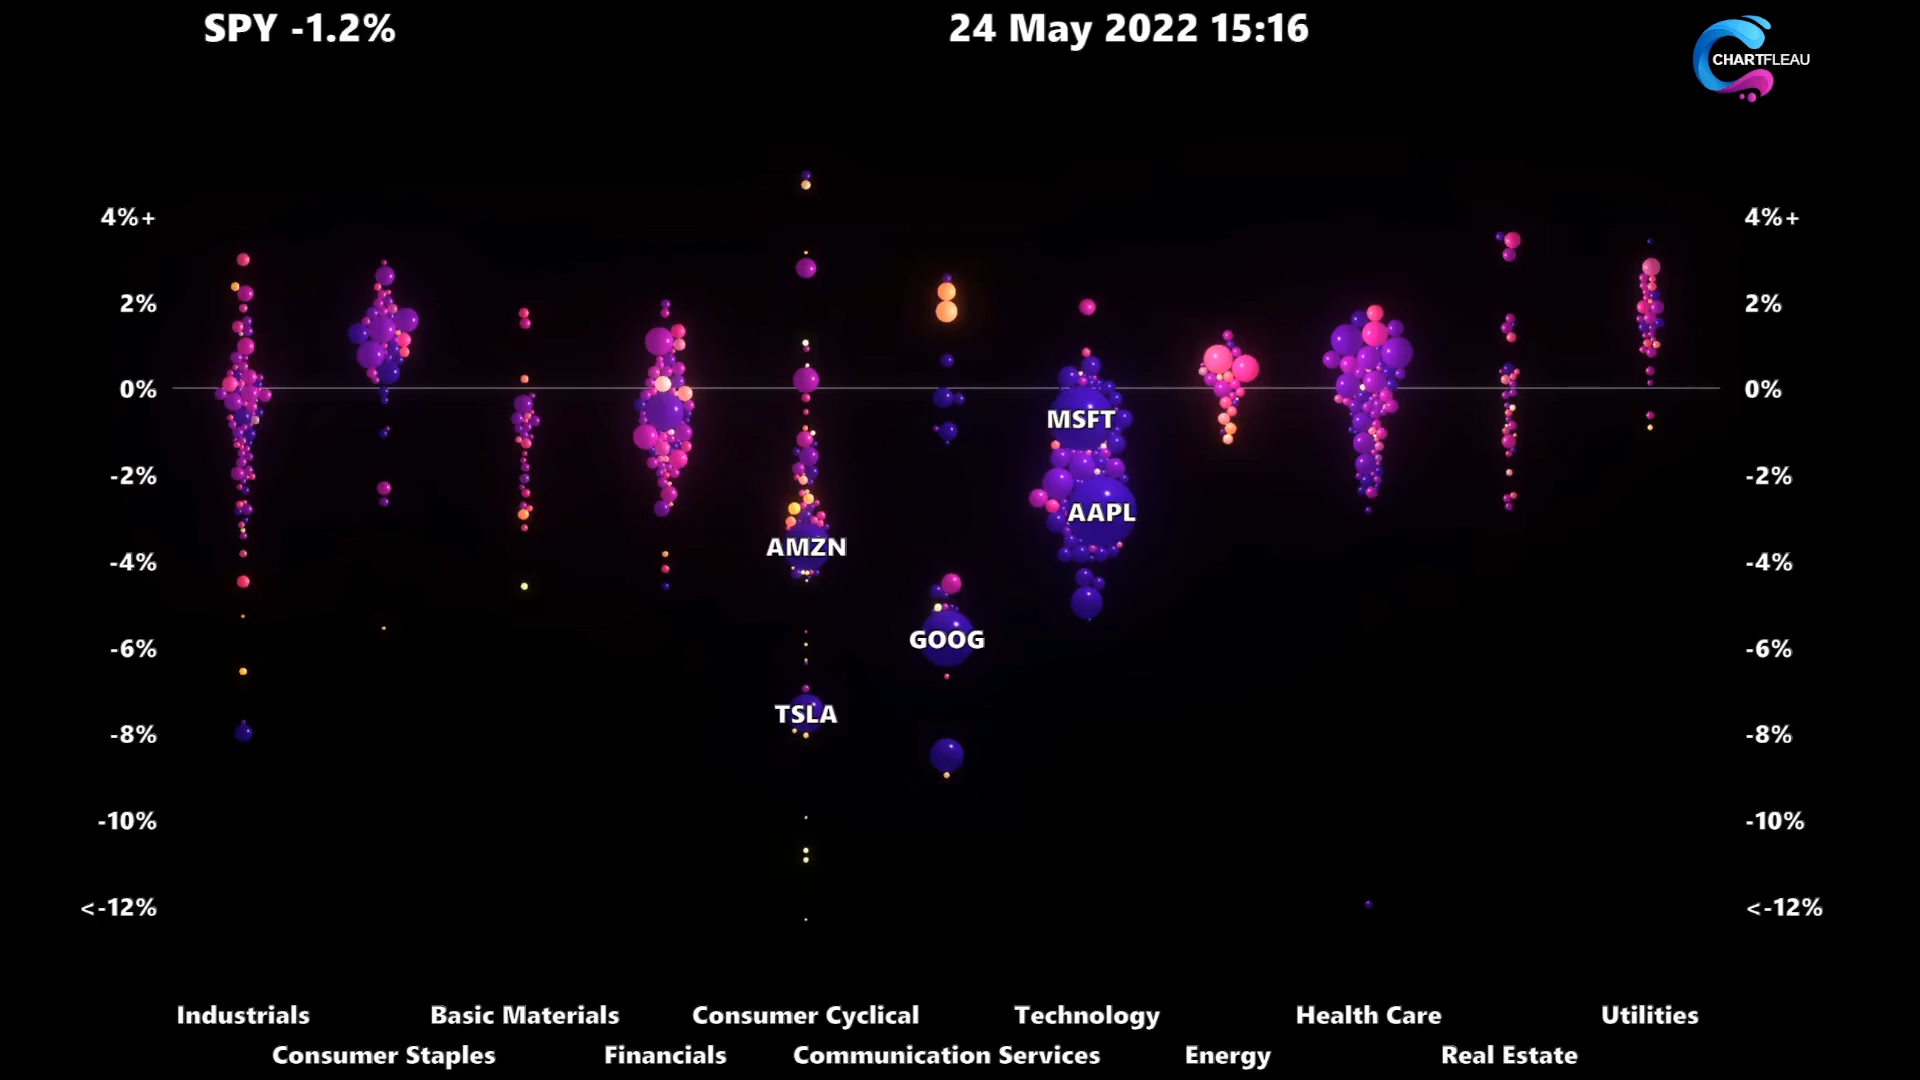 SPY -1.2%
24 May 2022 15:16
CHARTFLEAU
4%+
4%+
2%
2%
0%
0%
MSFT
-2%
-2%
AAPL
AMZN
-4%
-4%
GOOG
-6%
-6%
TSLA
-8%
-8%
-10%
-10%
<-12%
<-12%
Industrials
Basic Materials
Consumer Cyclical
Technology
Health Care
Utilities
Consumer Staples
Financials
Communication Services
Energy
Real Estate